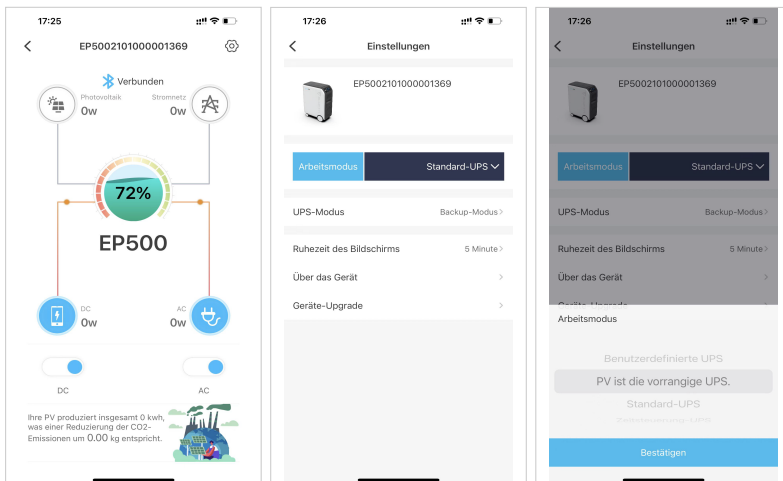 17:25
EP5002101000001369
Verbunden
Photovoltaik
0w
Stromnetz
0w
72%
EP500
DC
0w
AC
0w
DC
AC
Ihre PV produziert insgesamt 0 kwh,
was einer Reduzierung der CO2-
Emissionen um 0.00 kg entspricht.
17:26
Einstellungen
EP5002101000001369
Arbeitsmodus
Standard-UPS
UPS-Modus
Backup-Modus
Ruhezeit des Bildschirms
5 Minute
Über das Gerät
Geräte-Upgrade
17:26
Einstellungen
EP5002101000001369
Arbeitsmodus
Standard-UPS
UPS-Modus
Backup-Modus
Ruhezeit des Bildschirms
5 Minute
Über das Gerät
Geräte-Upgrade
Arbeitsmodus
Benutzerdefinierte UPS
PV ist die vorrangige UPS.
Standard-UPS
Bestätigen